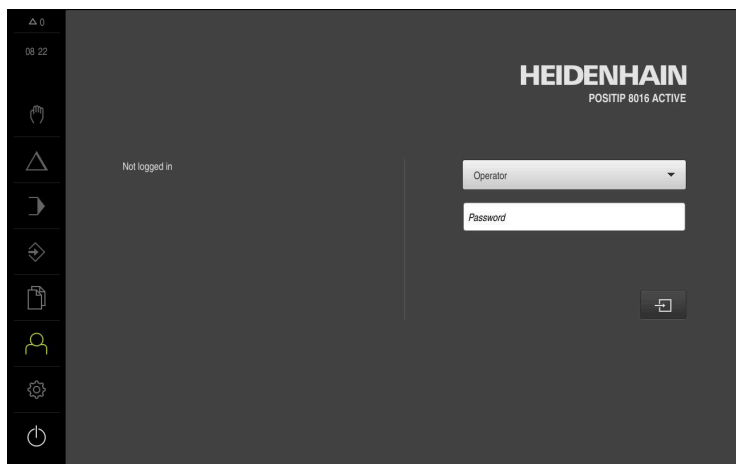 0
08 22
HEIDENHAIN
POSITIP 8016 ACTIVE
Not logged in
Operator
Password